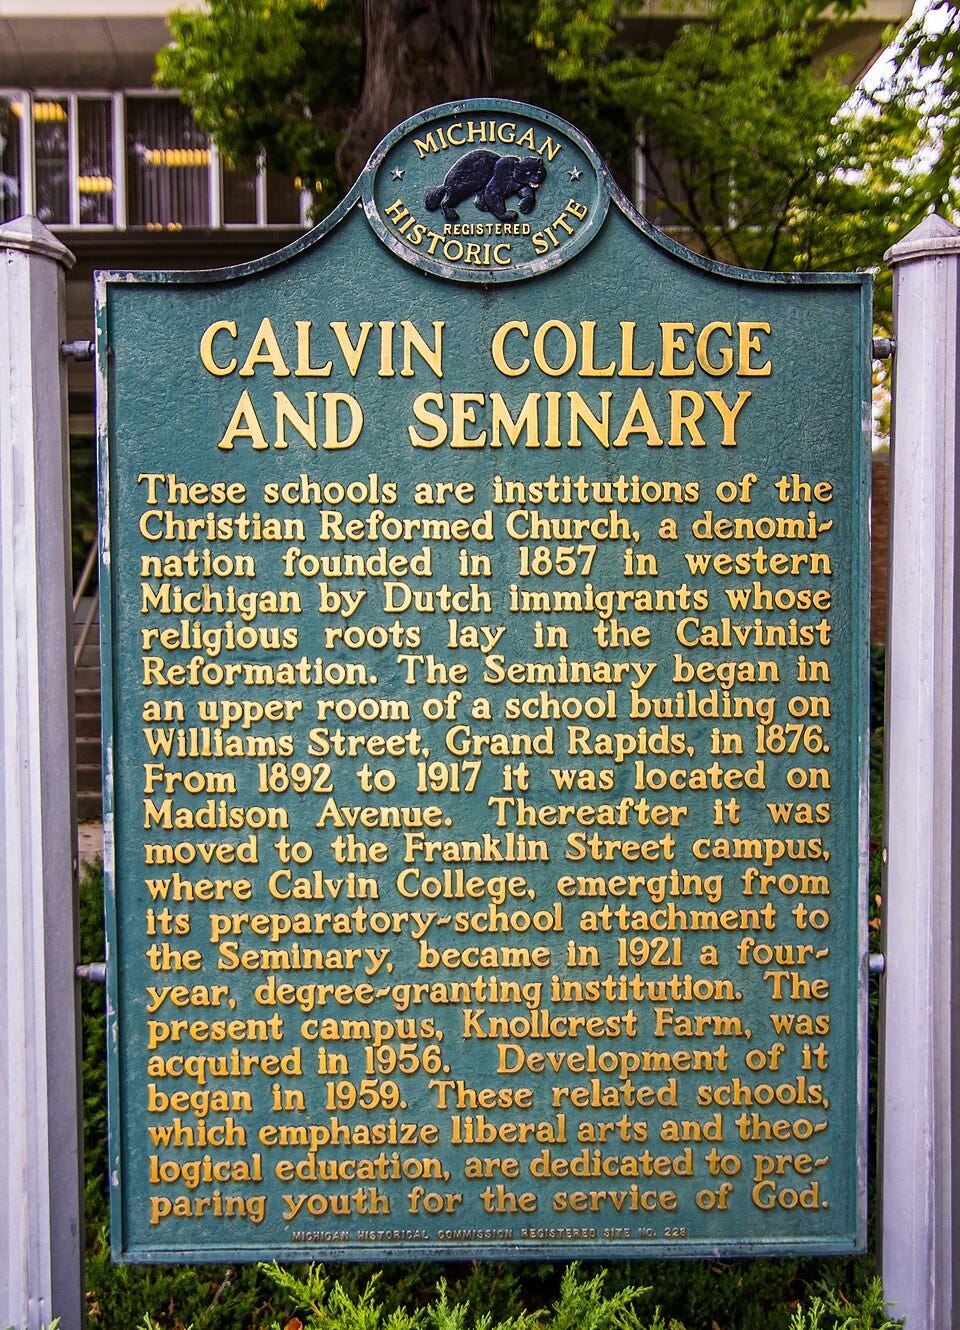 MICHIGAN
REGISTERED
HISTORIC SITE
CALVIN COLLEGE
AND SEMINARY
These schools are institutions of the
Christian Reformed Church, a denomi-
nation founded in 1857 in western
Michigan by Dutch immigrants whose
religious roots lay in the Calvinist
Reformation. The Seminary began in
an upper room of a school building on
Williams Street, Grand Rapids, in 1876.
From 1892 to 1917 it was located on
Madison Avenue. Thereafter it was
moved to the Franklin Street campus,
where Calvin College, emerging from
its preparatory-school attachment to
the Seminary, became in 1921 a four-
year, degree-granting institution. The
present campus, Knollcrest Farm, was
acquired in 1956. Development of it
began in 1959. These related schools,
which emphasize liberal arts and theo-
logical education, are dedicated to pre-
paring youth for the service of God.
MICHIGAN HISTORICAL COMMISSION REGISTERED SITE NO. 228